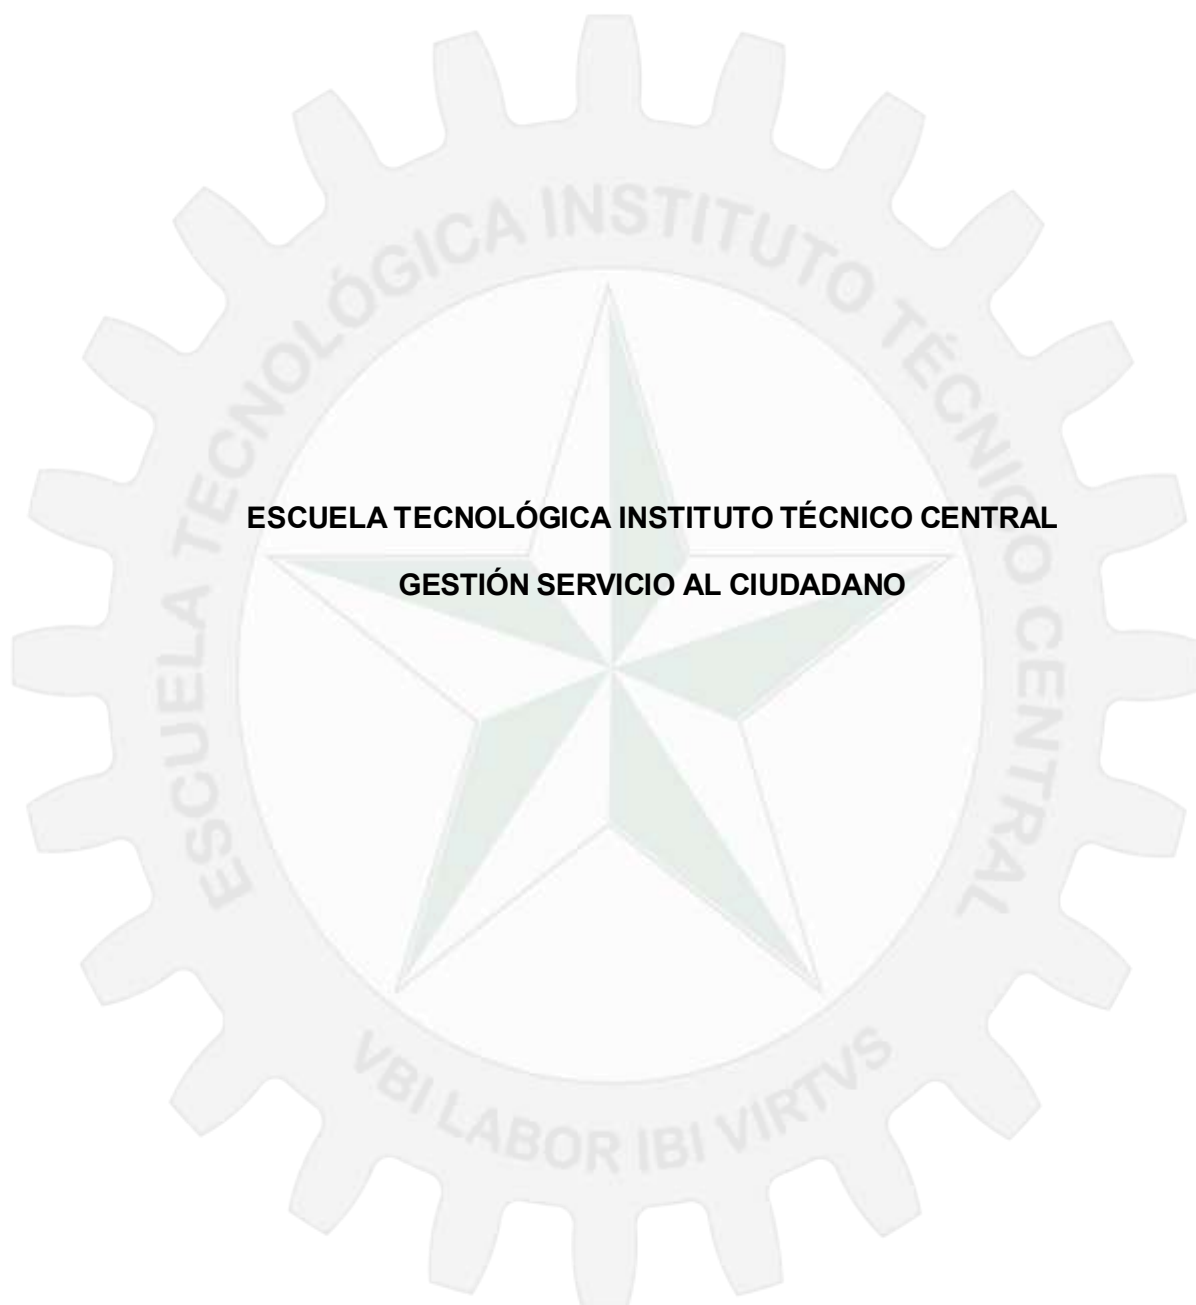 ESCUELA TECNOLÓGICA INSTITUTO TÉCNICO CENTRAL
VBI LABOR IBI VIRTVS
ESCUELA TECNOLÓGICA INSTITUTO TÉCNICO CENTRAL
GESTIÓN SERVICIO AL CIUDADANO